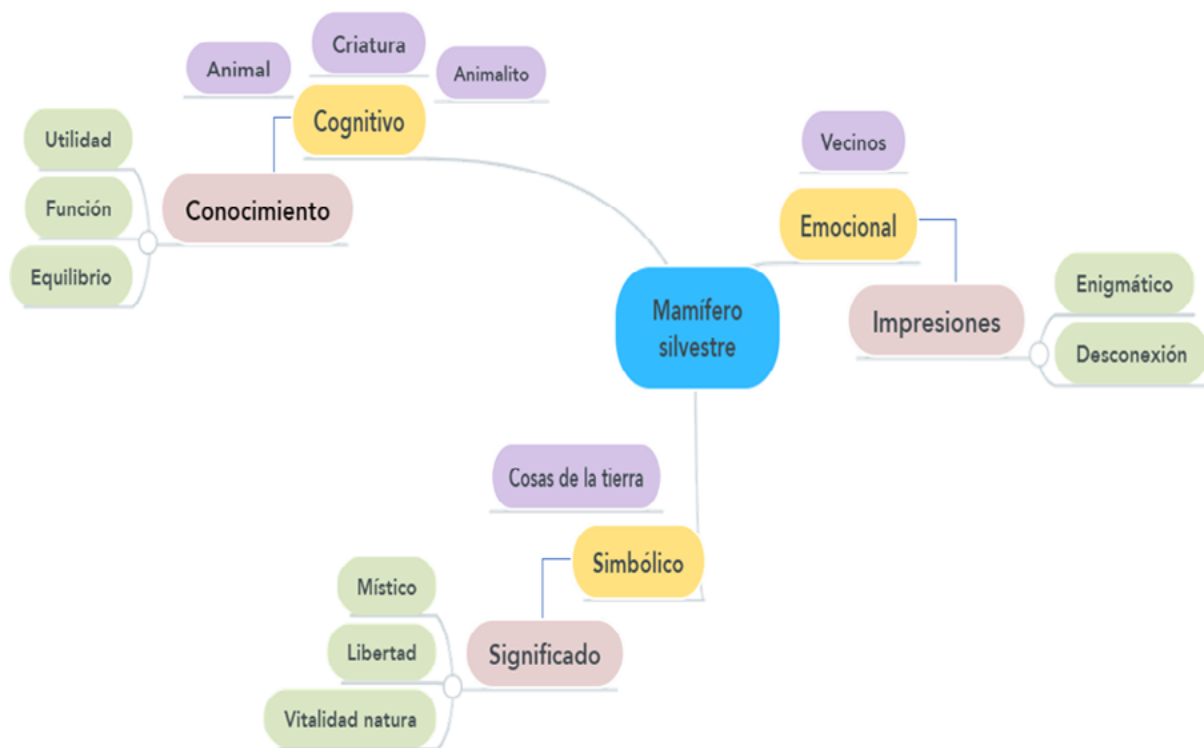 Criatura
Animal
Animalito
Cognitivo
Utilidad
Función
Equilibrio
Conocimiento
Vecinos
Emocional
Impresiones
Enigmático
Desconexión
Mamífero
silvestre
Cosas de la tierra
Simbólico
Significado
Místico
Libertad
Vitalidad natura